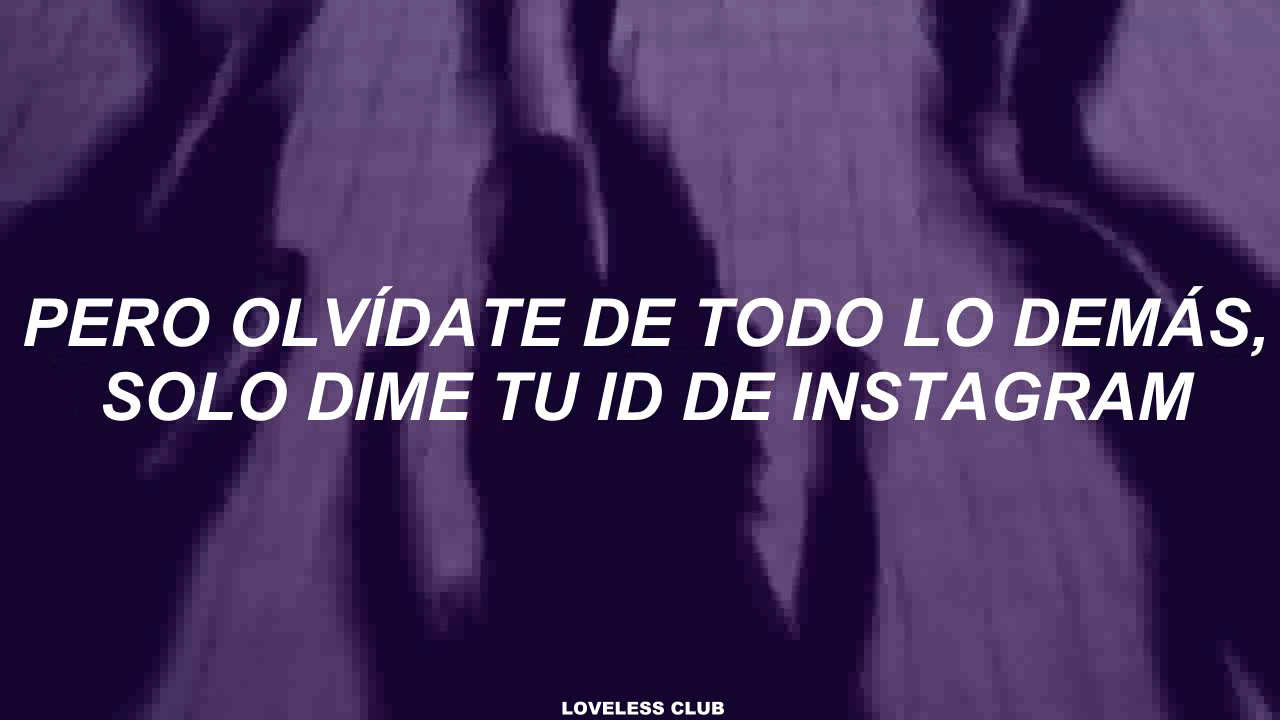 PERO OLVÍDATE DE TODO LO DEMÁS,
SOLO DIME TU ID DE INSTAGRAM
LOVELESS CLUB